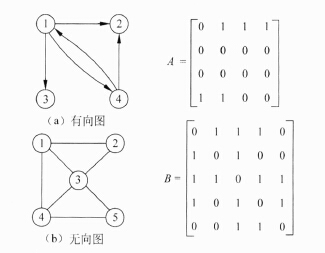 1 2
3 4
(a) 有向图
A =
0 1 1 1
0 0 0 0
0 0 0 0
1 1 0 0
1 2
3
4 5
(b) 无向图
B =
0 1 1 1 0
1 0 1 0 0
1 1 0 1 1
1 0 1 0 1
0 0 1 1 0